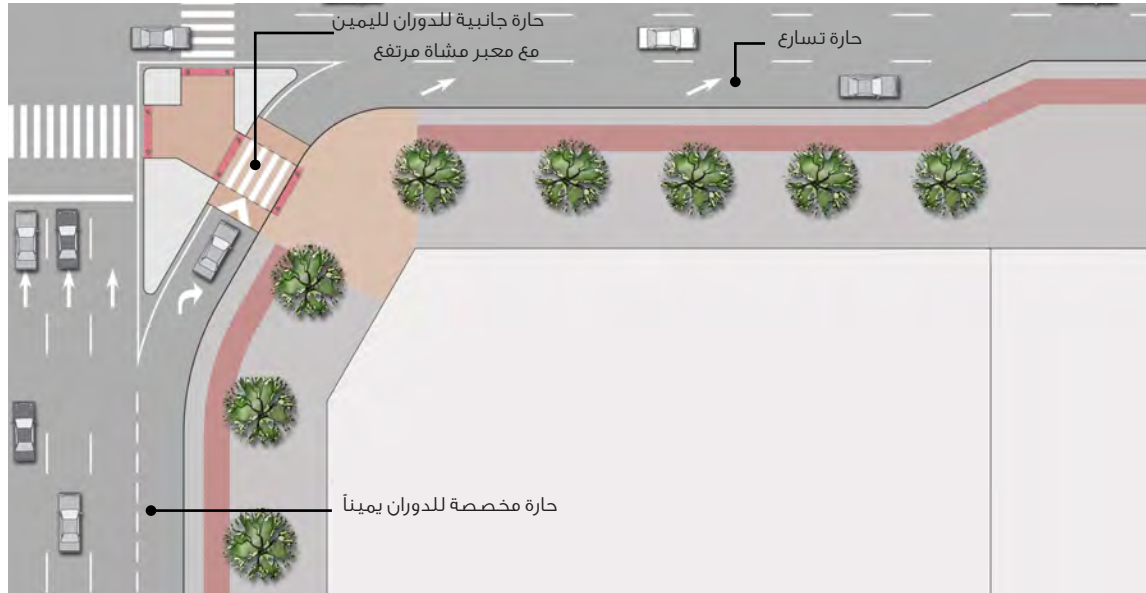 حارة جانبية للدوران لليمين
مع معبر مشاة مرتفع
حارة تسارع
حارة مخصصة للدوران يميناً